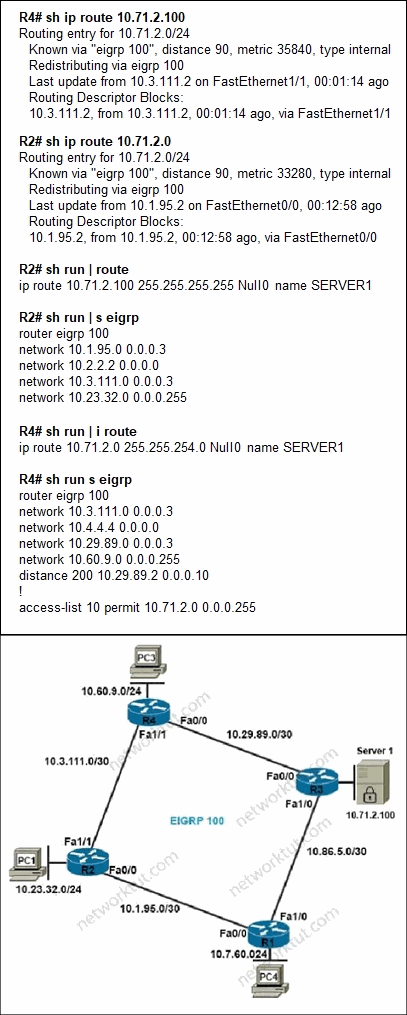 R4# sh ip route 10.71.2.100
Routing entry for 10.71.2.0/24
Known via "eigrp 100", distance 90, metric 35840, type internal
Redistributing via eigrp 100
Last update from 10.3.111.2 on FastEthernet1/1, 00:01:14 ago
Routing Descriptor Blocks:
10.3.111.2, from 10.3.111.2, 00:01:14 ago, via FastEthernet1/1
R2# sh ip route 10.71.2.0
Routing entry for 10.71.2.0/24
Known via "eigrp 100", distance 90, metric 33280, type internal
Redistributing via eigrp 100
Last update from 10.1.95.2 on FastEthernet0/0, 00:12:58 ago
Routing Descriptor Blocks:
10.1.95.2, from 10.1.95.2, 00:12:58 ago, via FastEthernet0/0
R2# sh run | route
ip route 10.71.2.100 255.255.255.255 Null0 name SERVER1
R2# sh run | s eigrp
router eigrp 100
network 10.1.95.0 0.0.0.3
network 10.2.2.2 0.0.0.0
network 10.3.111.0 0.0.0.3
network 10.23.32.0 0.0.0.255
R4# sh run | i route
ip route 10.71.2.0 255.255.254.0 Null0 name SERVER1
R4# sh run s eigrp
router eigrp 100
network 10.3.111.0 0.0.0.3
network 10.4.4.4 0.0.0.0
network 10.29.89.0 0.0.0.3
network 10.60.9.0 0.0.0.255
distance 200 10.29.89.2 0.0.0.10
!
access-list 10 permit 10.71.2.0 0.0.0.255
PC3
10.60.9.0/24
R4
Fa0/0
Fa1/1
10.29.89.0/30
Server 1
10.3.111.0/30
Fa0/0
R3
Fa1/0
10.71.2.100
EIGRP 100
10.86.5.0/30
Fa1/1
PC1
R2
Fa0/0
10.23.32.0/24
10.1.95.0/30
Fa1/0
Fa0/0
R1
10.7.60.024
PC4
networktut.com
networktut.com
networktut.com
networktut.com